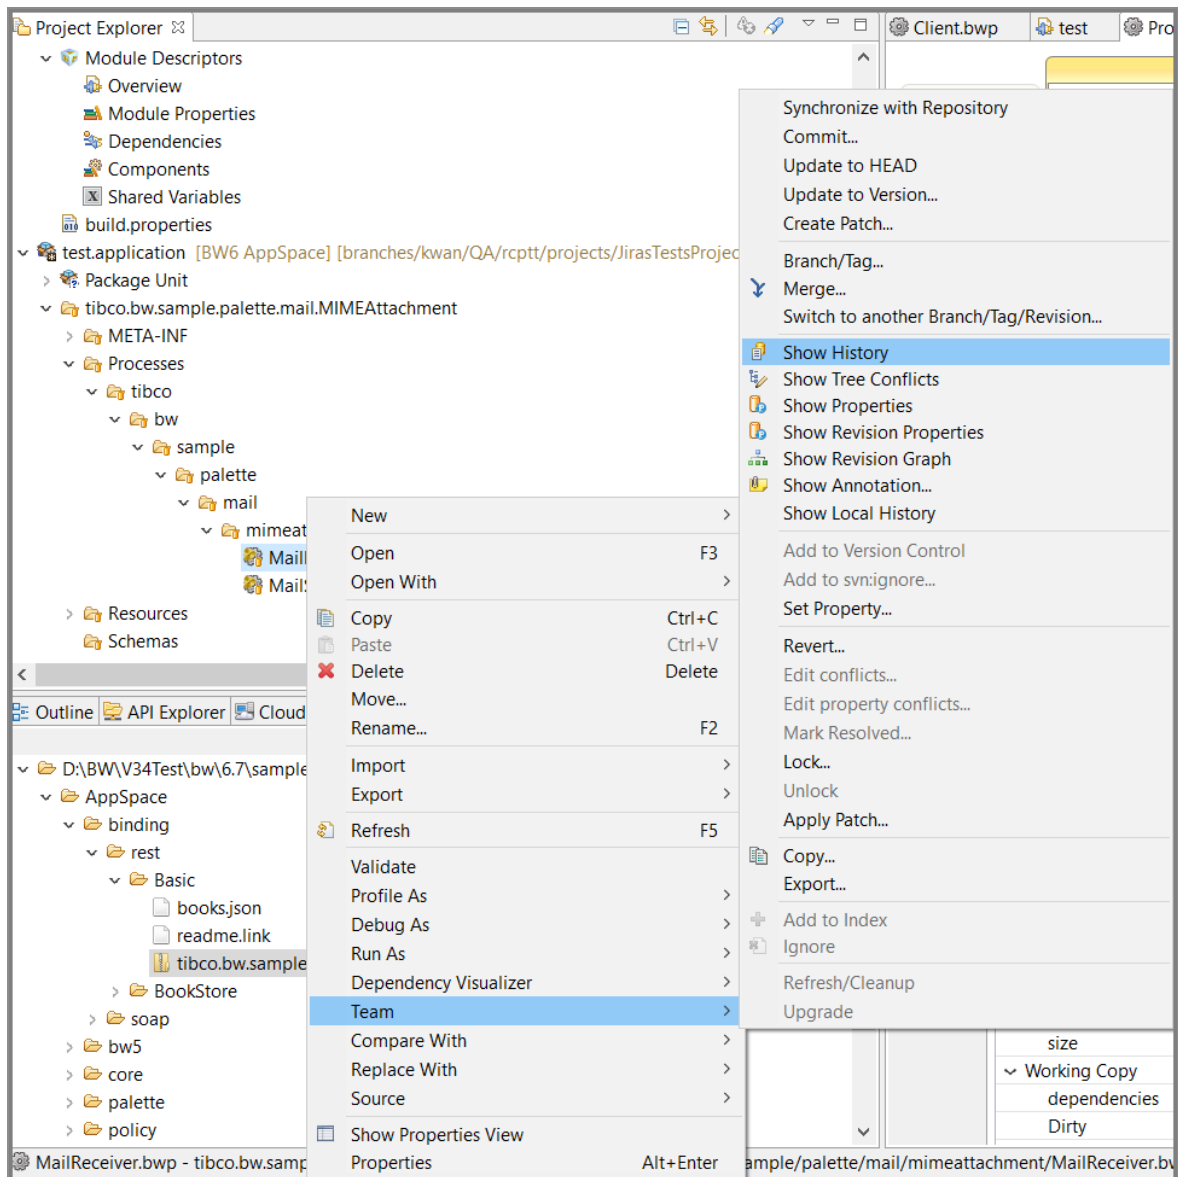 Project Explorer
Client.bwp
test
Pro
Module Descriptors
Overview
Module Properties
Dependencies
Components
Shared Variables
build.properties
test.application [BW6 AppSpace] [branches/kwan/QA/rcptt/projects/JirasTestsProjec
Package Unit
tibco.bw.sample.palette.mail.MIMEAttachment
META-INF
Processes
tibco
bw
sample
palette
mail
mimeat
Mail
Mail
Resources
Schemas
Outline
API Explorer
Cloud
D:\BW\V34Test\bw\6.7\sample
AppSpace
binding
rest
Basic
books.json
readme.link
tibco.bw.sample
BookStore
soap
bw5
core
palette
policy
New
Open F3
Open With
Copy Ctrl+C
Paste Ctrl+V
Delete Delete
Move...
Rename... F2
Import
Export
Refresh F5
Validate
Profile As
Debug As
Run As
Dependency Visualizer
Team
Compare With
Replace With
Source
Show Properties View
Properties Alt+Enter
Synchronize with Repository
Commit...
Update to HEAD
Update to Version...
Create Patch...
Branch/Tag...
Merge...
Switch to another Branch/Tag/Revision...
Show History
Show Tree Conflicts
Show Properties
Show Revision Properties
Show Revision Graph
Show Annotation...
Show Local History
Add to Version Control
Add to svn:ignore...
Set Property...
Revert...
Edit conflicts...
Edit property conflicts...
Mark Resolved...
Lock...
Unlock
Apply Patch...
Copy...
Export...
Add to Index
Ignore
Refresh/Cleanup
Upgrade
size
Working Copy
dependencies
Dirty
MailReceiver.bwp - tibco.bw.samp
ample/palette/mail/mimeattachment/MailReceiver.bw